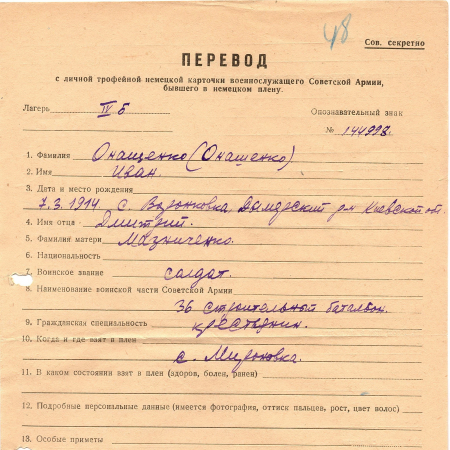 48
Сов. секретно
ПЕРЕВОД
с личной трофейной немецкой карточки военнослужащего Советской Армии,
бывшего в немецком плену.
Лагерь IV Б Опознавательный знак
№ 144998.
1. Фамилия Онащенко (Онашенко)
2. Имя Иван.
3. Дата и место рождения
7.3.1914 с. р-н Киевской обл.
4. Имя отца Дмитрий.
5. Фамилия матери Мазниченко.
6. Национальность
7. Воинское звание солдат.
8. Наименование воинской части Советской Армии
36 строительный батальон.
9. Гражданская специальность крестьянин.
10. Когда и где взят в плен
с. Мироновка.
11. В каком состоянии взят в плен (здоров, болен, ранен)
12. Подробные персональные данные (имеется фотография, оттиск пальцев, рост, цвет волос)
13. Особые приметы